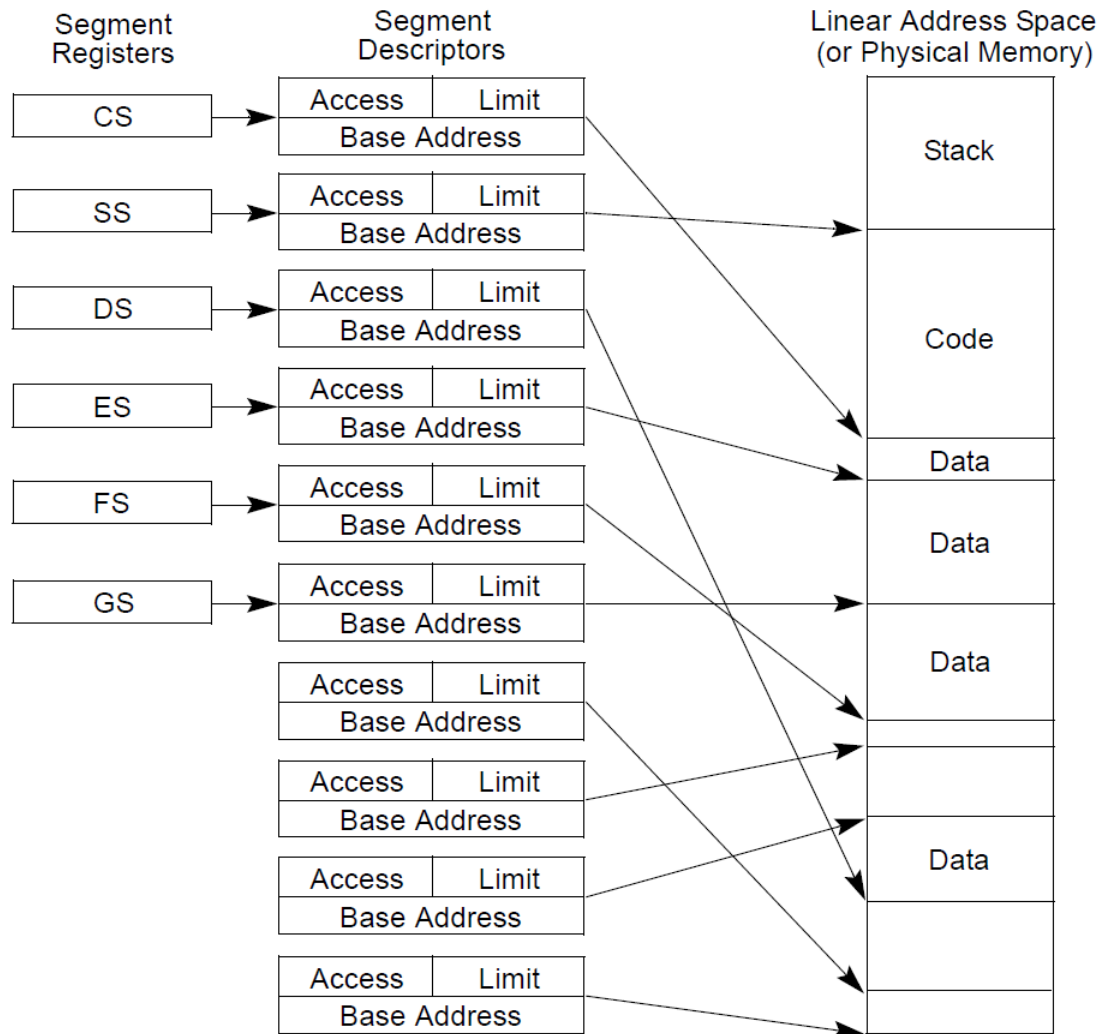 Segment
Registers
Segment
Descriptors
Linear Address Space
(or Physical Memory)
CS
Access Limit
Base Address
Stack
SS
Access Limit
Base Address
DS
Access Limit
Base Address
Code
ES
Access Limit
Base Address
Data
FS
Access Limit
Base Address
Data
GS
Access Limit
Base Address
Data
Access Limit
Base Address
Access Limit
Base Address
Access Limit
Base Address
Data
Access Limit
Base Address